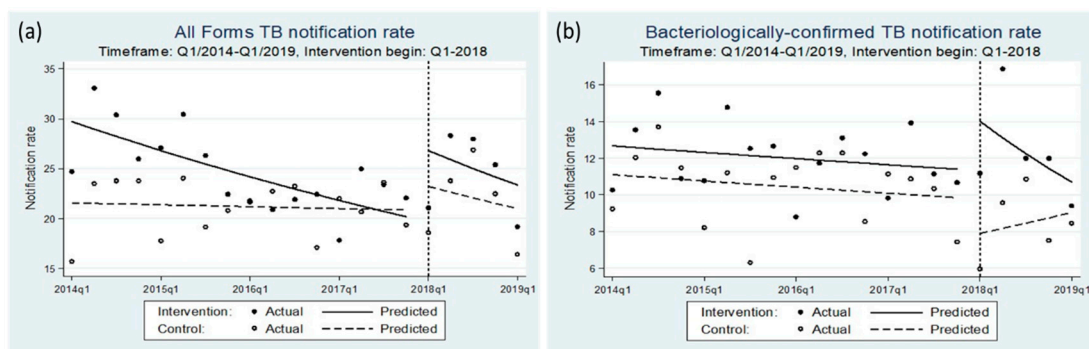 (a)
All Forms TB notification rate
Timeframe: Q1/2014-Q1/2019, Intervention begin: Q1-2018
Notification rate
35
30
25
20
15
2014q1 2015q1 2016q1 2017q1 2018q1 2019q1
Intervention: Actual Predicted
Control: Actual Predicted
(b)
Bacteriologically-confirmed TB notification rate
Timeframe: Q1/2014-Q1/2019, Intervention begin: Q1-2018
Notification rate
16
14
12
10
8
6
2014q1 2015q1 2016q1 2017q1 2018q1 2019q1
Intervention: Actual Predicted
Control: Actual Predicted